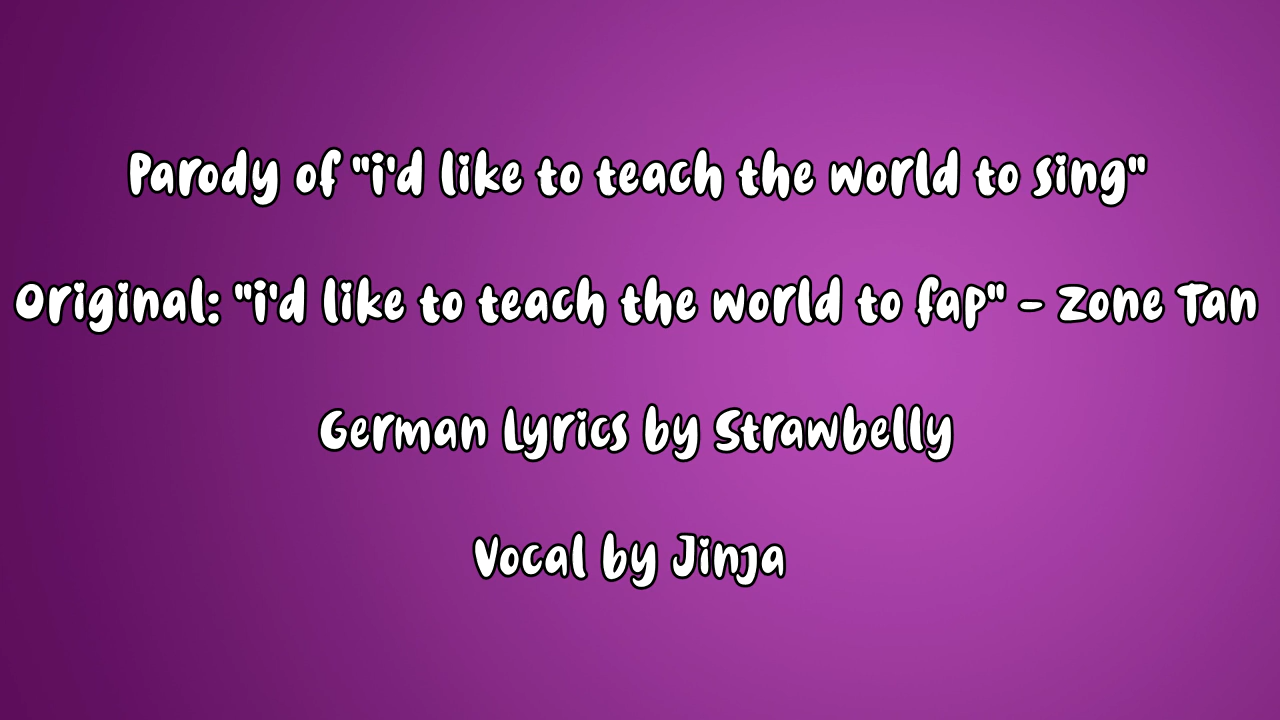 Parody of "i'd like to teach the world to sing"
Original: "i'd like to teach the world to fap" - Zone Tan
German Lyrics by Strawbelly
Vocal by Jinja